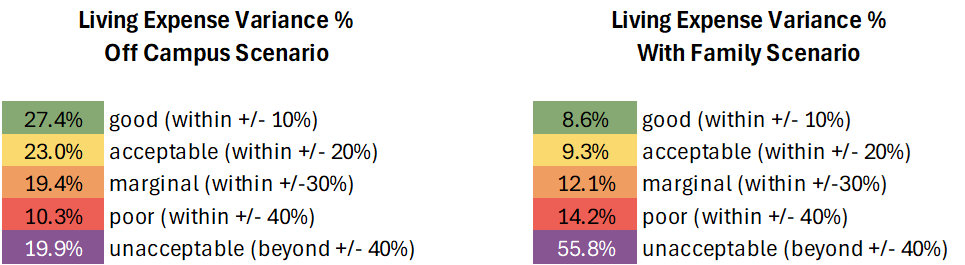 Living Expense Variance %
Off Campus Scenario
27.4% good (within +/- 10%)
23.0% acceptable (within +/- 20%)
19.4% marginal (within +/-30%)
10.3% poor (within +/- 40%)
19.9% unacceptable (beyond +/- 40%)
Living Expense Variance %
With Family Scenario
8.6% good (within +/- 10%)
9.3% acceptable (within +/- 20%)
12.1% marginal (within +/-30%)
14.2% poor (within +/- 40%)
55.8% unacceptable (beyond +/- 40%)